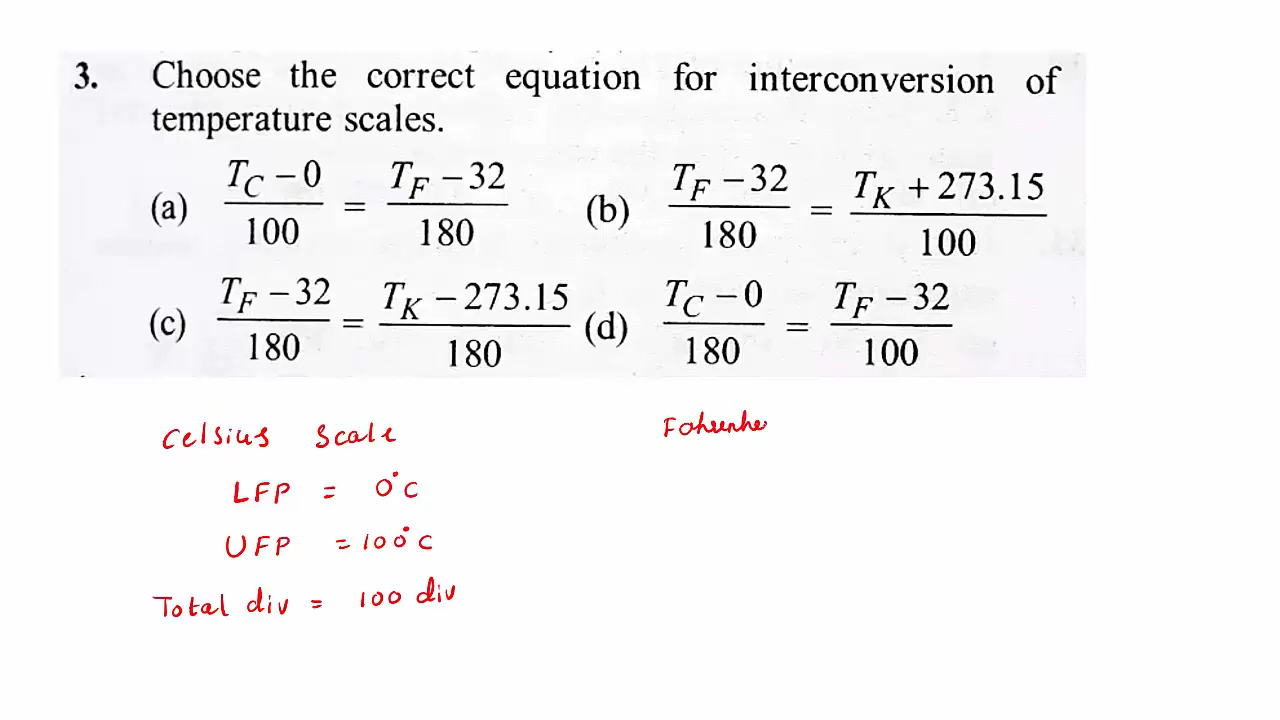 3. Choose the correct equation for interconversion of
temperature scales.
(a) (T_C − 0)/100 = (T_F − 32)/180 (b) (T_F − 32)/180 = (T_K + 273.15)/100
(c) (T_F − 32)/180 = (T_K − 273.15)/180 (d) (T_C − 0)/180 = (T_F − 32)/100
Celsius Scale
LFP = 0°C
UFP = 100°C
Total div = 100 div